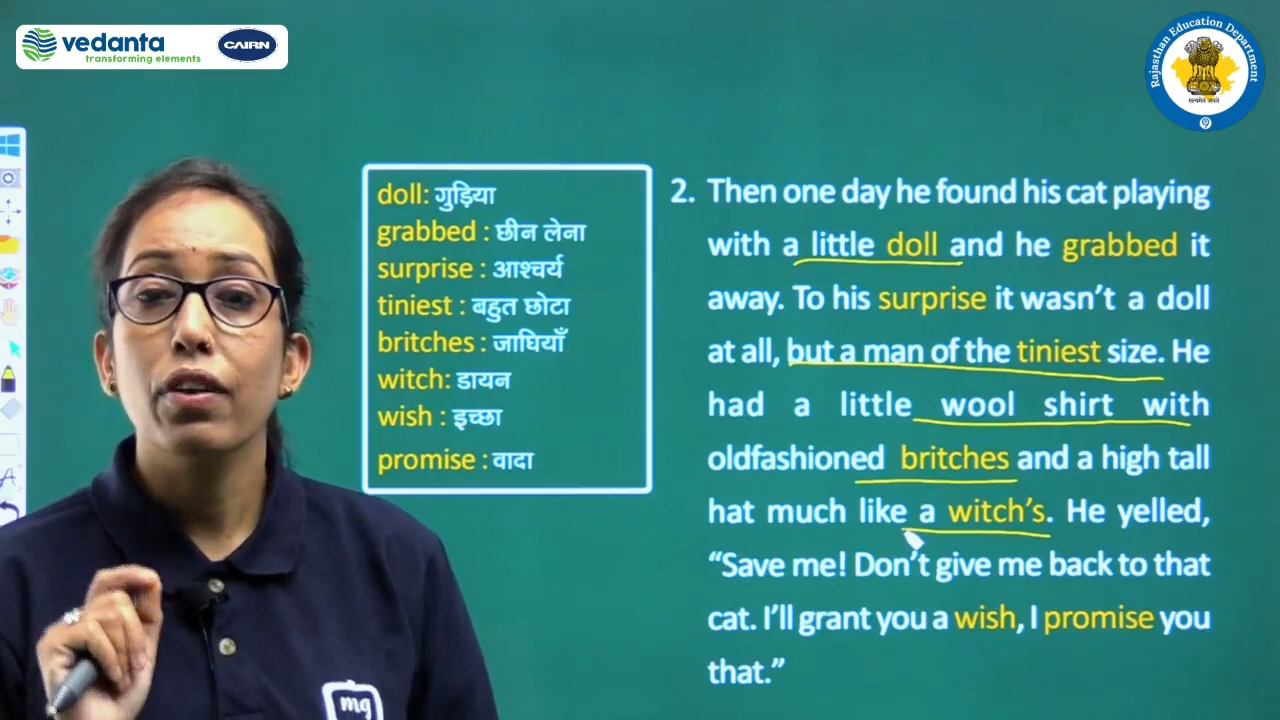 vedanta
transforming elements
CAIRN
Rajasthan Education Department
सत्यमेव जयते
doll: गुड़िया
grabbed : छीन लेना
surprise : आश्चर्य
tiniest : बहुत छोटा
britches : जाघियाँ
witch: डायन
wish : इच्छा
promise : वादा
2. Then one day he found his cat playing
with a little doll and he grabbed it
away. To his surprise it wasn't a doll
at all, but a man of the tiniest size. He
had a little wool shirt with
oldfashioned britches and a high tall
hat much like a witch's. He yelled,
“Save me! Don't give me back to that
cat. I'll grant you a wish, I promise you
that.”
mg